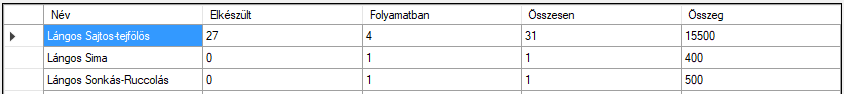 Név Elkészült Folyamatban Összesen Összeg
Lángos Sajtos-tejfölös 27 4 31 15500
Lángos Sima 0 1 1 400
Lángos Sonkás-Ruccolás 0 1 1 500